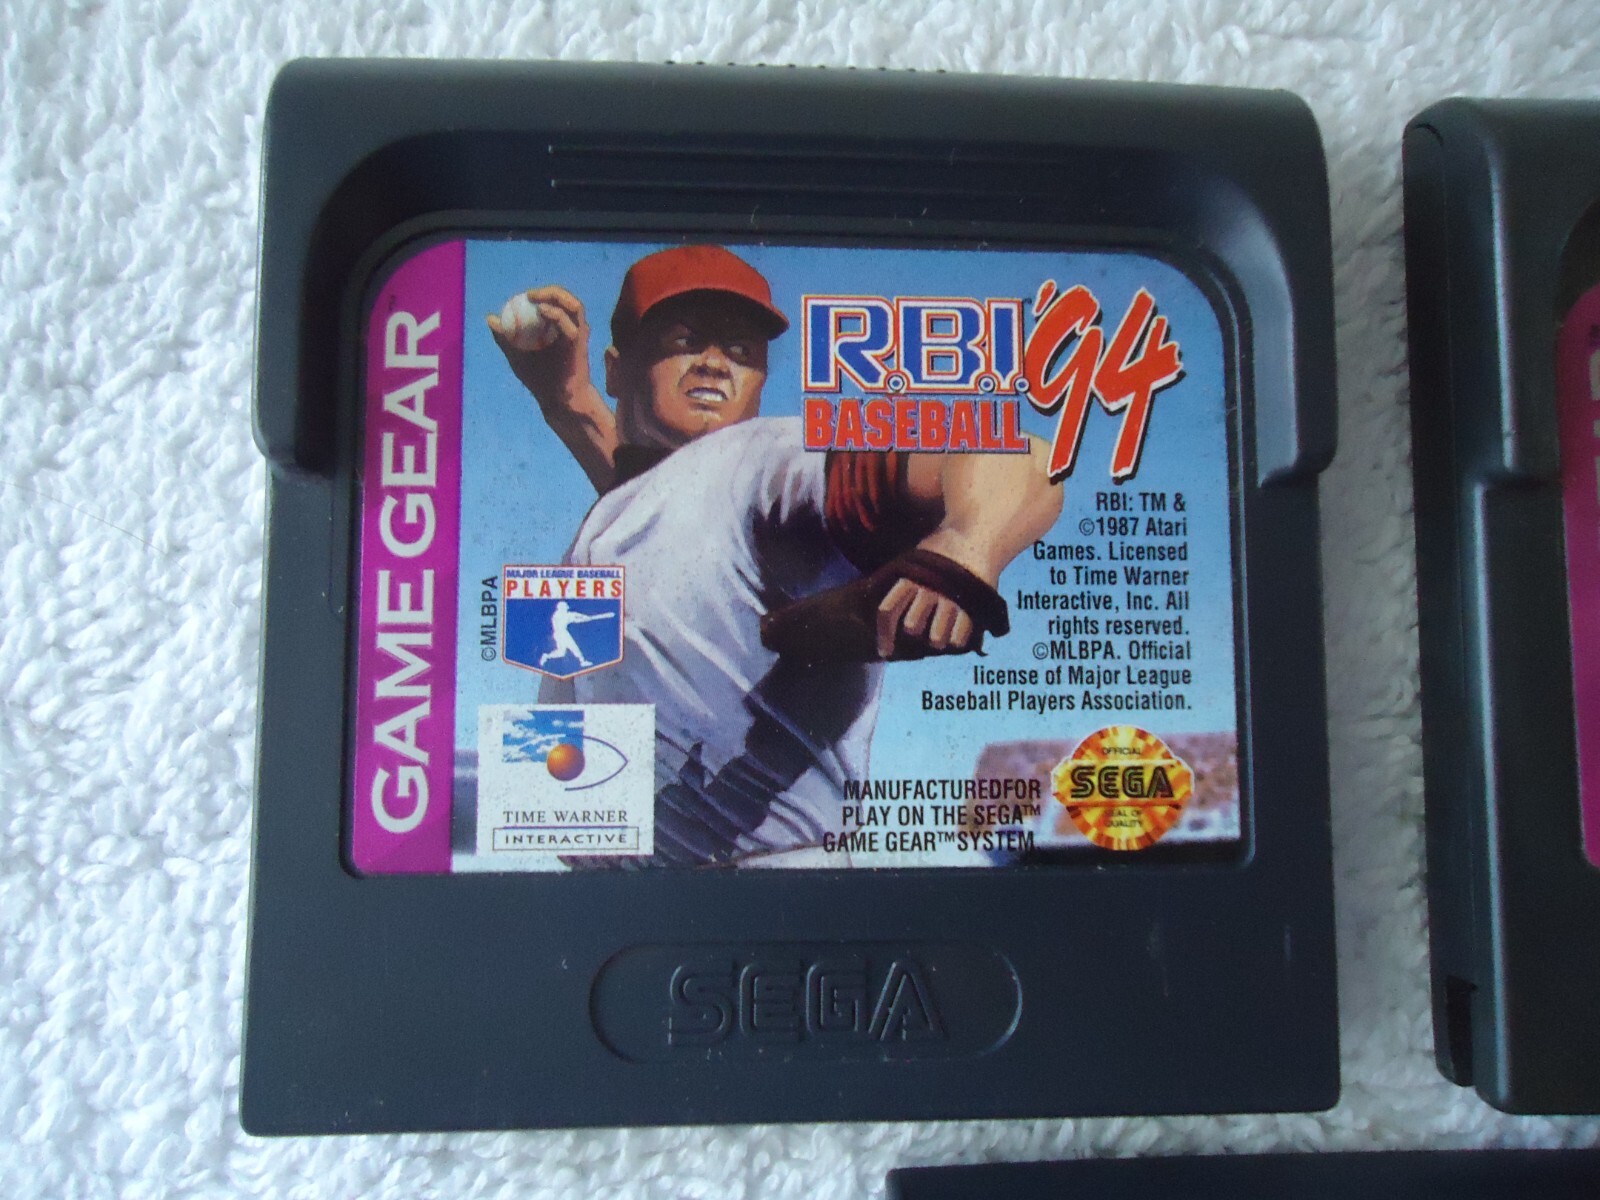 GAME GEAR™
R.B.I.™ '94
BASEBALL
RBI: TM &
©1987 Atari
Games. Licensed
to Time Warner
Interactive, Inc. All
rights reserved.
©MLBPA. Official
license of Major League
Baseball Players Association.
©MLBPA
MAJOR LEAGUE BASEBALL
PLAYERS
TIME WARNER
INTERACTIVE
MANUFACTUREDFOR
PLAY ON THE SEGA™
GAME GEAR™SYSTEM.
OFFICIAL
SEGA
SEAL OF
QUALITY
SEGA